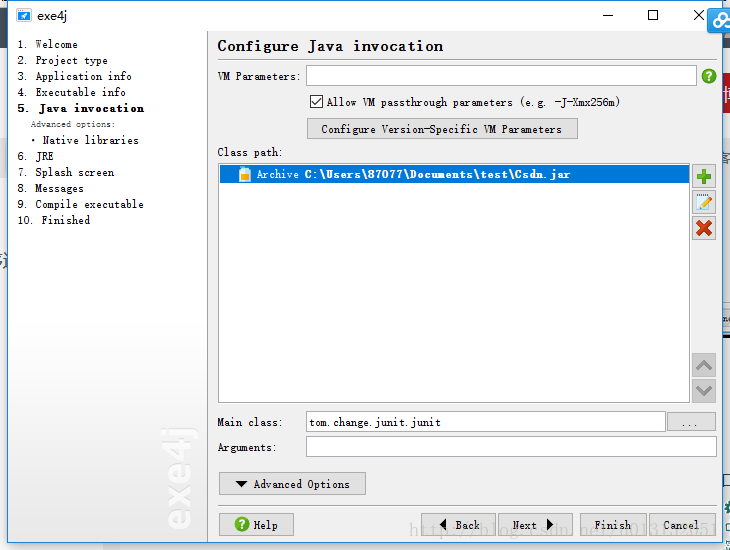 exe4j
1. Welcome
2. Project type
3. Application info
4. Executable info
5. Java invocation
Advanced options:
• Native libraries
6. JRE
7. Splash screen
8. Messages
9. Compile executable
10. Finished
exe4j
Configure Java invocation
VM Parameters:
Allow VM passthrough parameters (e.g. -J-Xmx256m)
Configure Version-Specific VM Parameters
Class path:
Archive C:\Users\87077\Documents\test\Csdn.jar
Main class: tom.change.junit.junit ...
Arguments:
Advanced Options
Help Back Next Finish Cancel